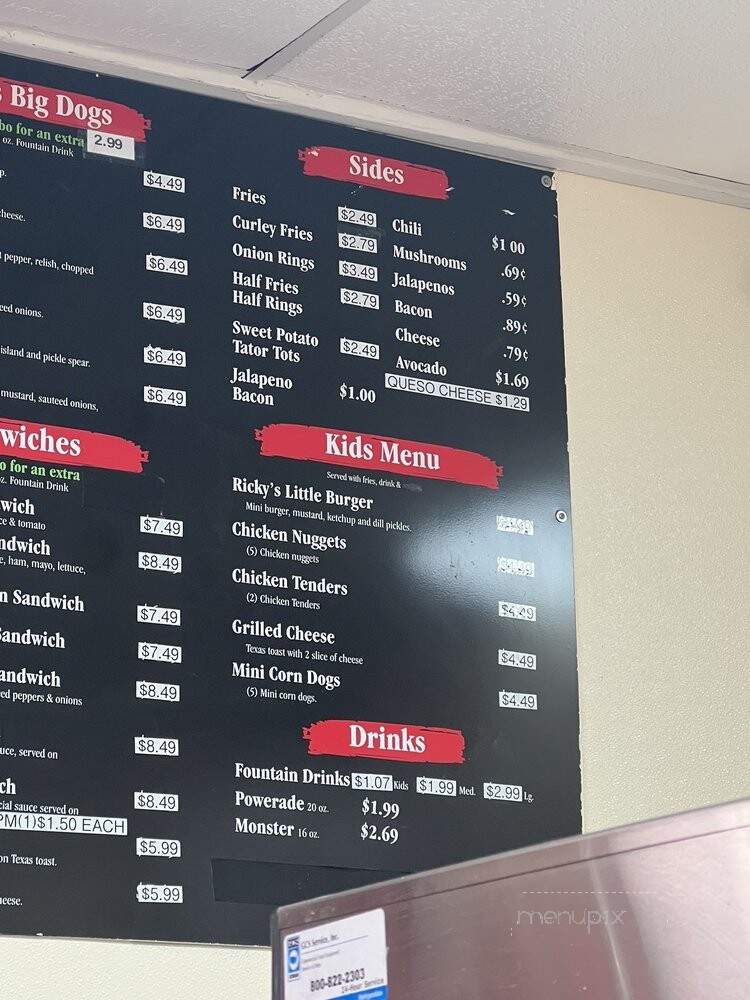 s Big Dogs
bo for an extra 2.99
oz. Fountain Drink
p.
$4.49
heese.
$6.49
l pepper, relish, chopped
$6.49
eed onions.
$6.49
island and pickle spear.
$6.49
mustard, sauteed onions,
$6.49
wiches
o for an extra
z. Fountain Drink
wich
ce & tomato
$7.49
ndwich
e, ham, mayo, lettuce,
$8.49
n Sandwich
$7.49
Sandwich
$7.49
andwich
ed peppers & onions
$8.49
uce, served on
$8.49
ch
cial sauce served on
$8.49
PM(1)$1.50 EACH
$5.99
on Texas toast.
$5.99
heese.
Sides
Fries $2.49
Curley Fries $2.79
Onion Rings $3.49
Half Fries
Half Rings $2.79
Sweet Potato
Tator Tots $2.49
Jalapeno
Bacon $1.00
Chili $1 00
Mushrooms .69¢
Jalapenos .59¢
Bacon .89¢
Cheese .79¢
Avocado $1.69
QUESO CHEESE $1.29
Kids Menu
Served with fries, drink &
Ricky's Little Burger
Mini burger, mustard, ketchup and dill pickles.
Chicken Nuggets
(5) Chicken nuggets
Chicken Tenders $4.49
(2) Chicken Tenders
Grilled Cheese $4.49
Texas toast with 2 slice of cheese
Mini Corn Dogs $4.49
(5) Mini corn dogs.
Drinks
Fountain Drinks $1.07 Kids $1.99 Med. $2.99 Lg.
Powerade 20 oz. $1.99
Monster 16 oz. $2.69
GCS Service, Inc.
800-822-2303
24-Hour Service
menupix